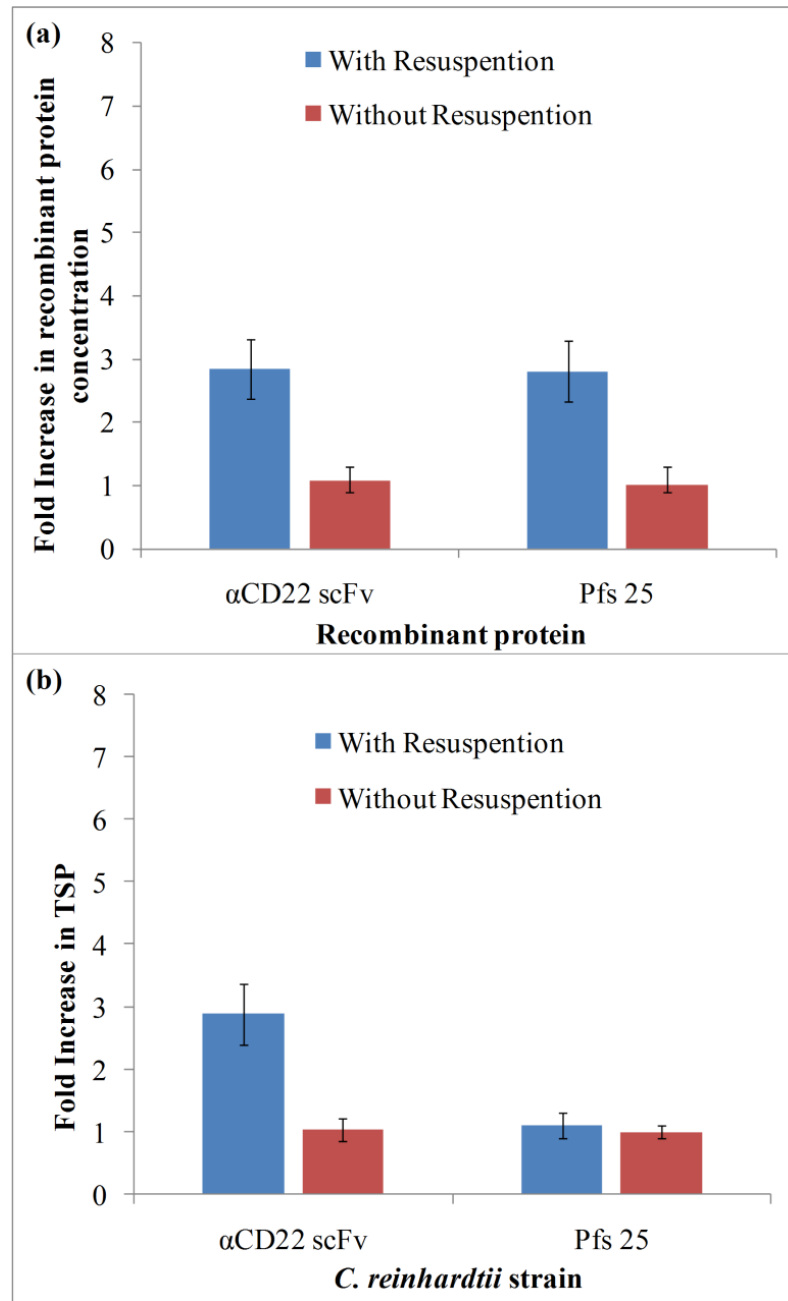 (a)
With Resuspention
Without Resuspention
8
7
6
5
4
3
2
1
0
Fold Increase in recombinant protein
concentration
αCD22 scFv
Pfs 25
Recombinant protein
(b)
With Resuspention
Without Resuspention
8
7
6
5
4
3
2
1
0
Fold Increase in TSP
αCD22 scFv
Pfs 25
C. reinhardtii strain